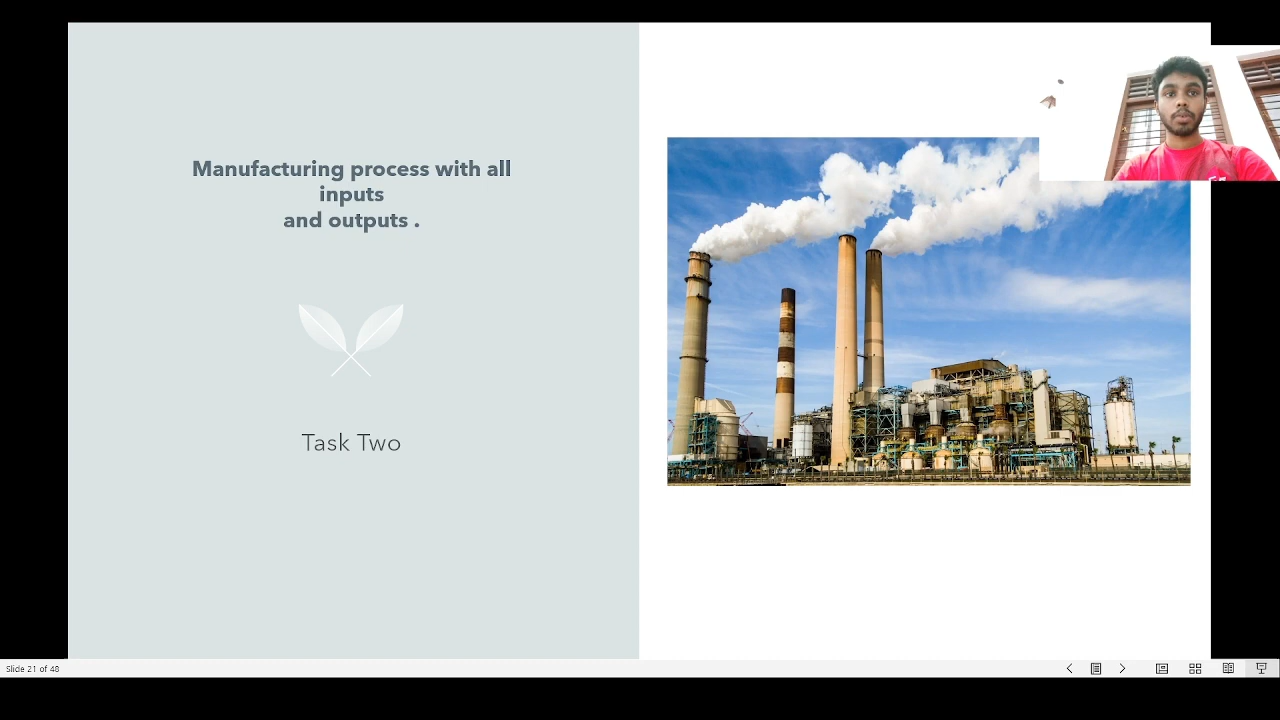 Manufacturing process with all
inputs
and outputs .
Task Two
Slide 21 of 48